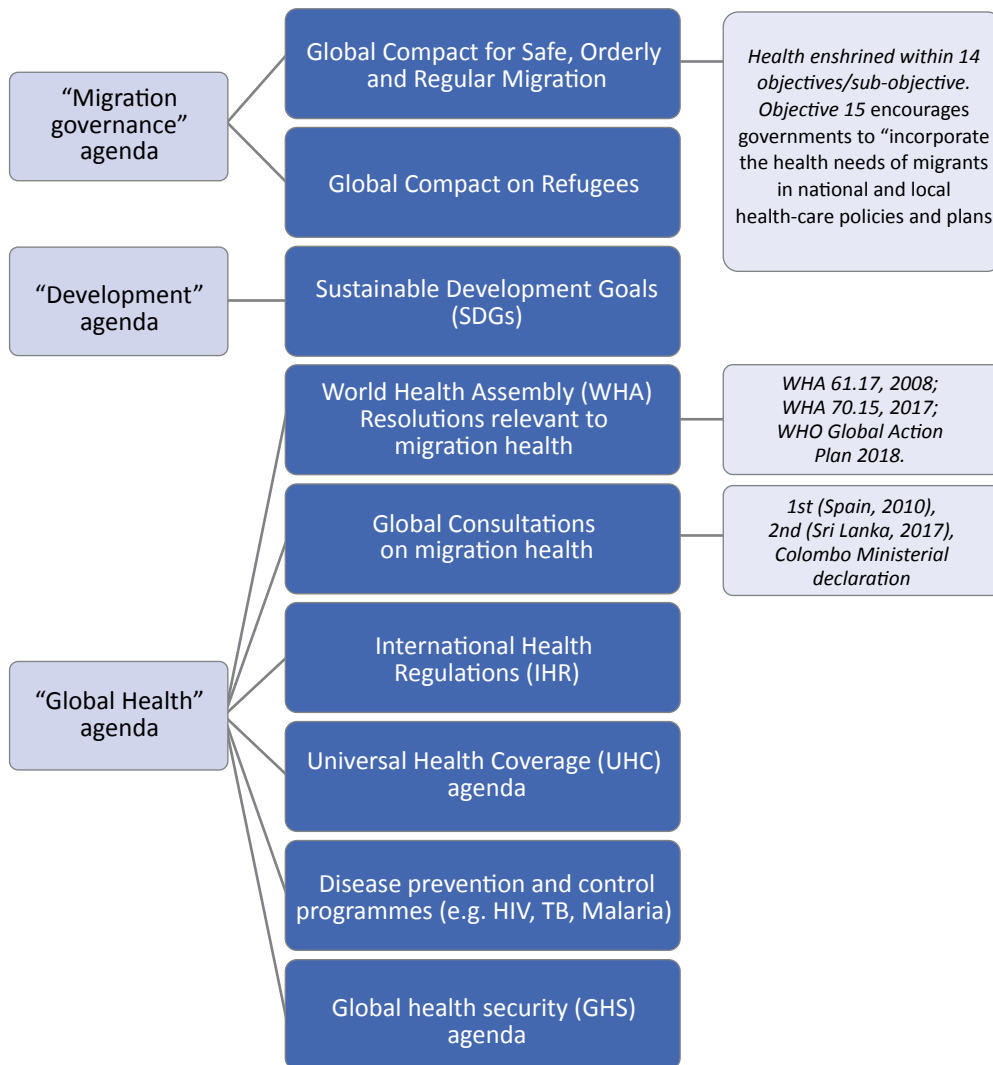 “Migration
governance”
agenda
Global Compact for Safe, Orderly
and Regular Migration
Health enshrined within 14
objectives/sub-objective.
Objective 15 encourages
governments to “incorporate
the health needs of migrants
in national and local
health-care policies and plans
Global Compact on Refugees
“Development”
agenda
Sustainable Development Goals
(SDGs)
“Global Health”
agenda
World Health Assembly (WHA)
Resolutions relevant to
migration health
WHA 61.17, 2008;
WHA 70.15, 2017;
WHO Global Action
Plan 2018.
Global Consultations
on migration health
1st (Spain, 2010),
2nd (Sri Lanka, 2017),
Colombo Ministerial
declaration
International Health
Regulations (IHR)
Universal Health Coverage (UHC)
agenda
Disease prevention and control
programmes (e.g. HIV, TB, Malaria)
Global health security (GHS)
agenda